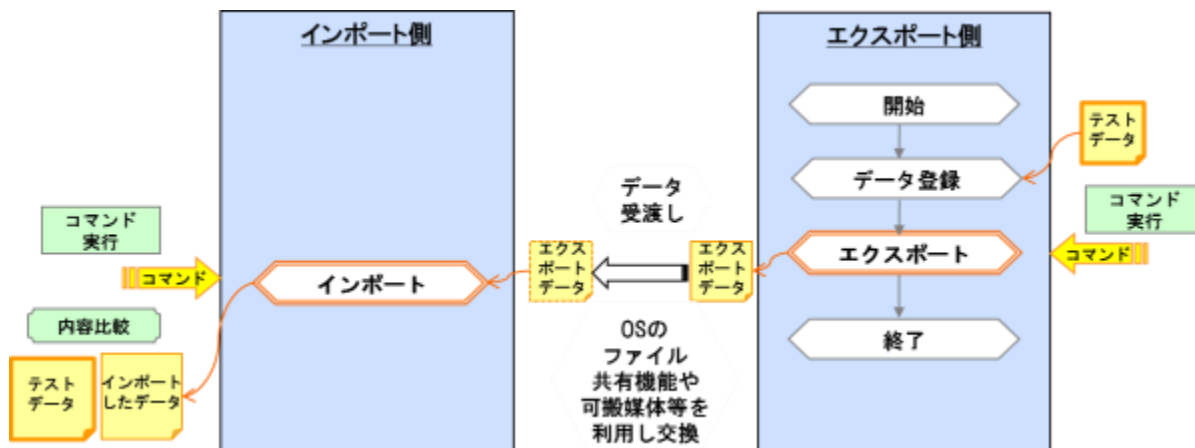 インポート側
コマンド
実行
コマンド
インポート
内容比較
テスト
データ
インポート
したデータ
データ
受渡し
エクス
ポート
データ
エクス
ポート
データ
OSの
ファイル
共有機能や
可搬媒体等を
利用し交換
エクスポート側
開始
データ登録
エクスポート
終了
テスト
データ
コマンド
実行
コマンド